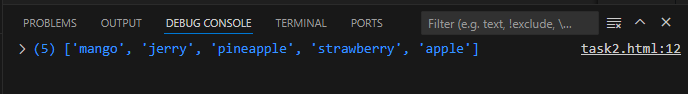 PROBLEMS OUTPUT DEBUG CONSOLE TERMINAL PORTS Filter (e.g. text, !exclude, \...
(5) ['mango', 'jerry', 'pineapple', 'strawberry', 'apple'] task2.html:12